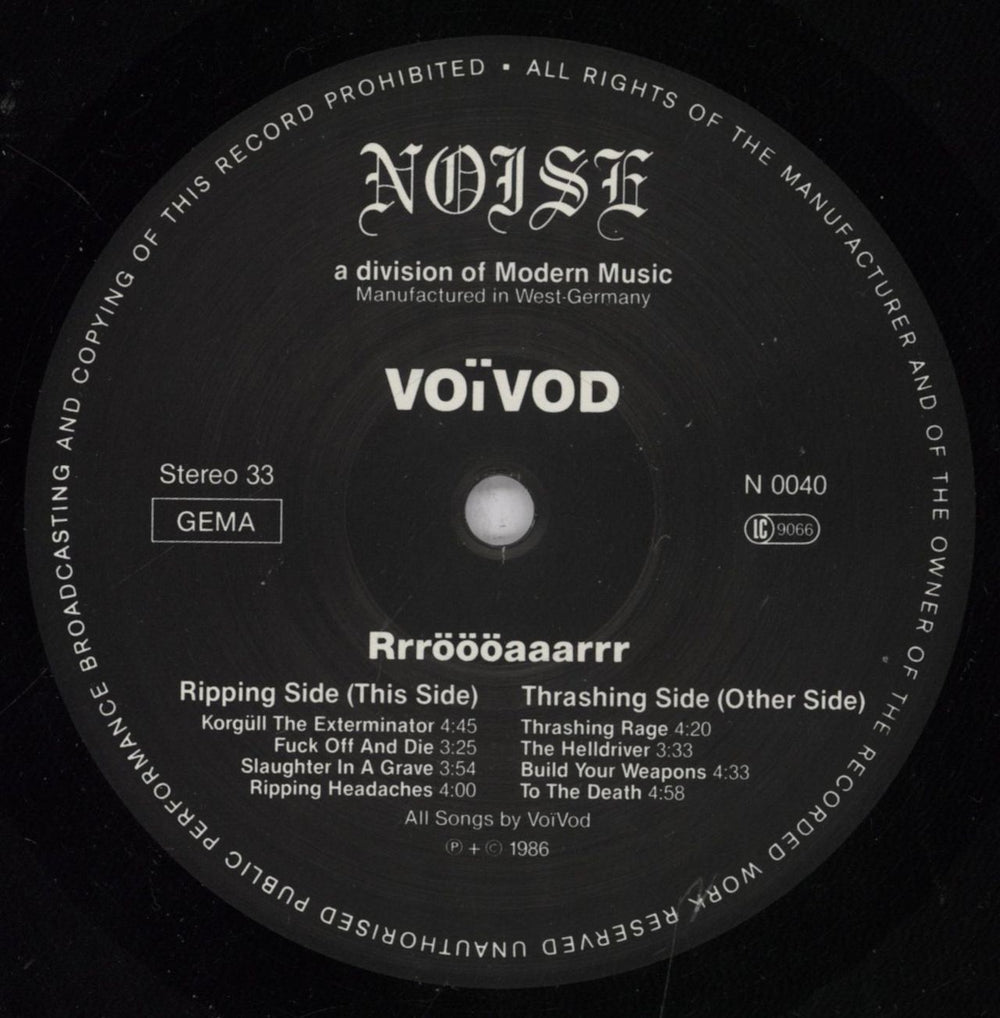 ALL RIGHTS OF THE MANUFACTURER AND OF THE OWNER OF THE RECORDED WORK RESERVED UNAUTHORISED PUBLIC PERFORMANCE BROADCASTING AND COPYING OF THIS RECORD PROHIBITED •
NOISE
a division of Modern Music
Manufactured in West-Germany
VOïVOD
Stereo 33
GEMA
N 0040
LC 9066
Rrröööaaarrr
Ripping Side (This Side)
Korgüll The Exterminator 4:45
Fuck Off And Die 3:25
Slaughter In A Grave 3:54
Ripping Headaches 4:00
Thrashing Side (Other Side)
Thrashing Rage 4:20
The Helldriver 3:33
Build Your Weapons 4:33
To The Death 4:58
All Songs by VoïVod
℗ + © 1986